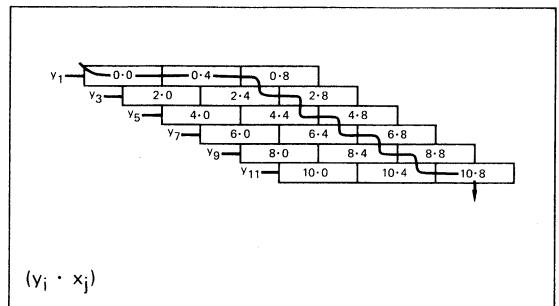 y1 0·0 0·4 0·8
y3 2·0 2·4 2·8
y5 4·0 4·4 4·8
y7 6·0 6·4 6·8
y9 8·0 8·4 8·8
y11 10·0 10·4 10·8
(yi · xj)